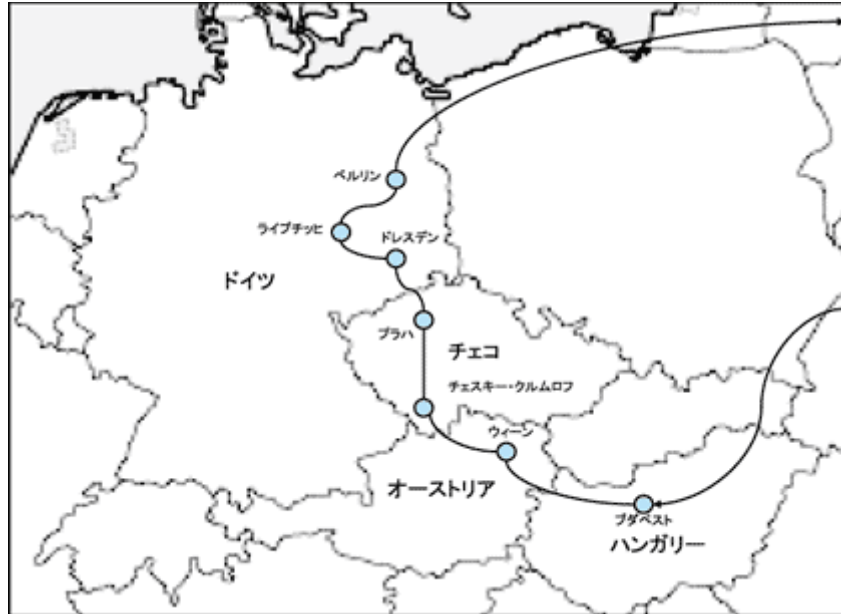 ベルリン
ライプチッヒ
ドレスデン
ドイツ
プラハ
チェコ
チェスキー・クルムロフ
ウィーン
オーストリア
ブダペスト
ハンガリー